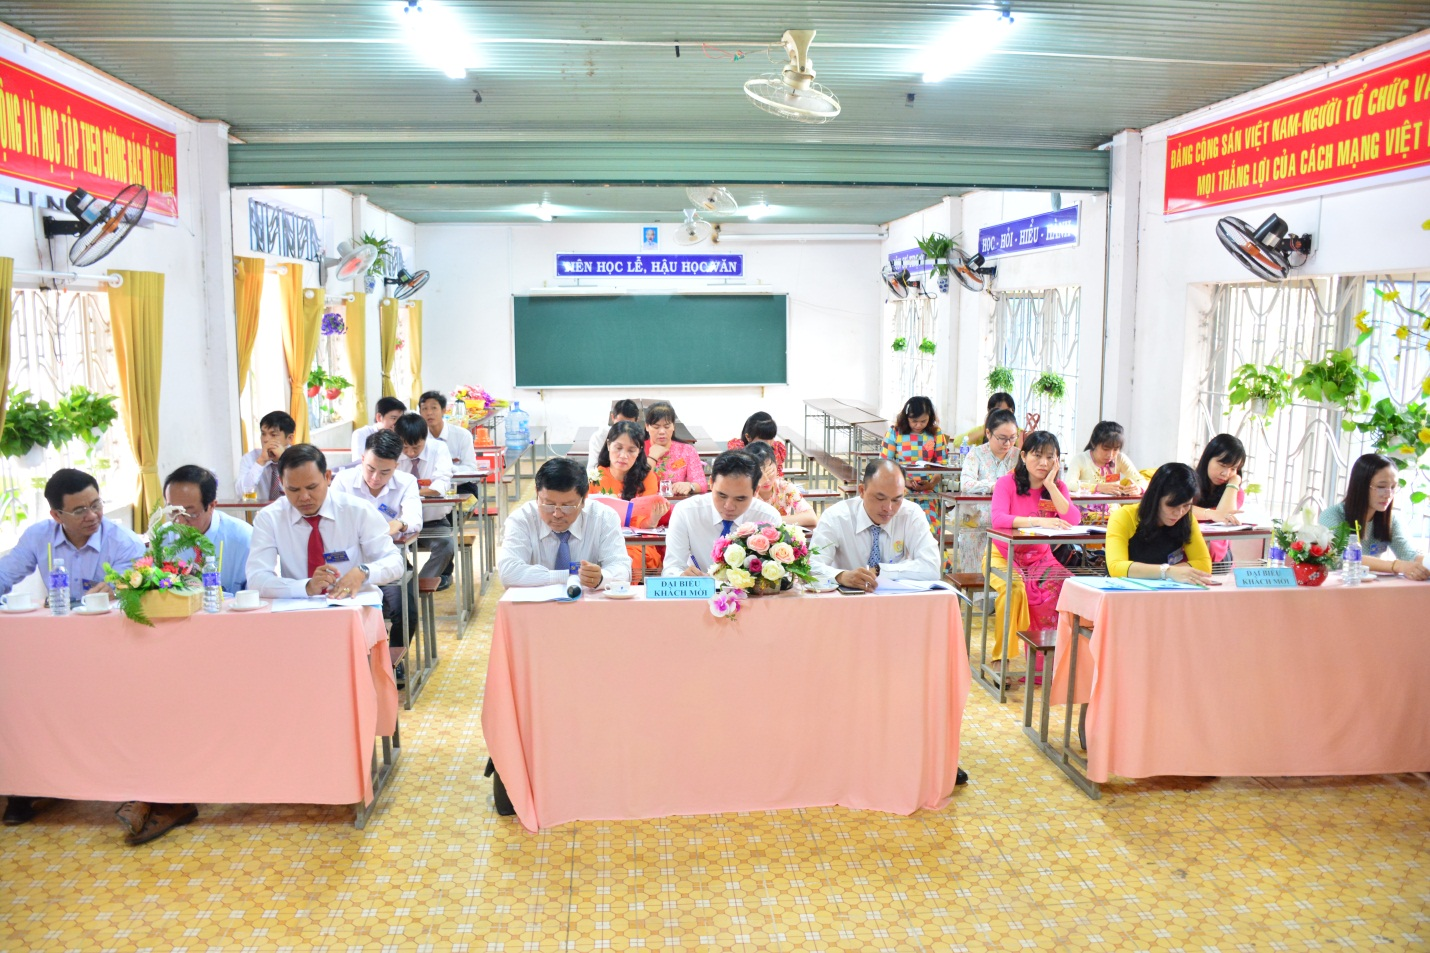 ỘNG VÀ HỌC TẬP THEO GƯƠNG BÁC HỒ VĨ ĐẠI
ĐẢNG CỘNG SẢN VIỆT NAM-NGƯỜI TỔ CHỨC VÀ
MỌI THẮNG LỢI CỦA CÁCH MẠNG VIỆT
HỌC - HỎI - HIỂU - HÀNH
TIÊN HỌC LỄ, HẬU HỌC VĂN
ĐẠI BIỂU
KHÁCH MỜI
ĐẠI BIỂU
KHÁCH MỜI